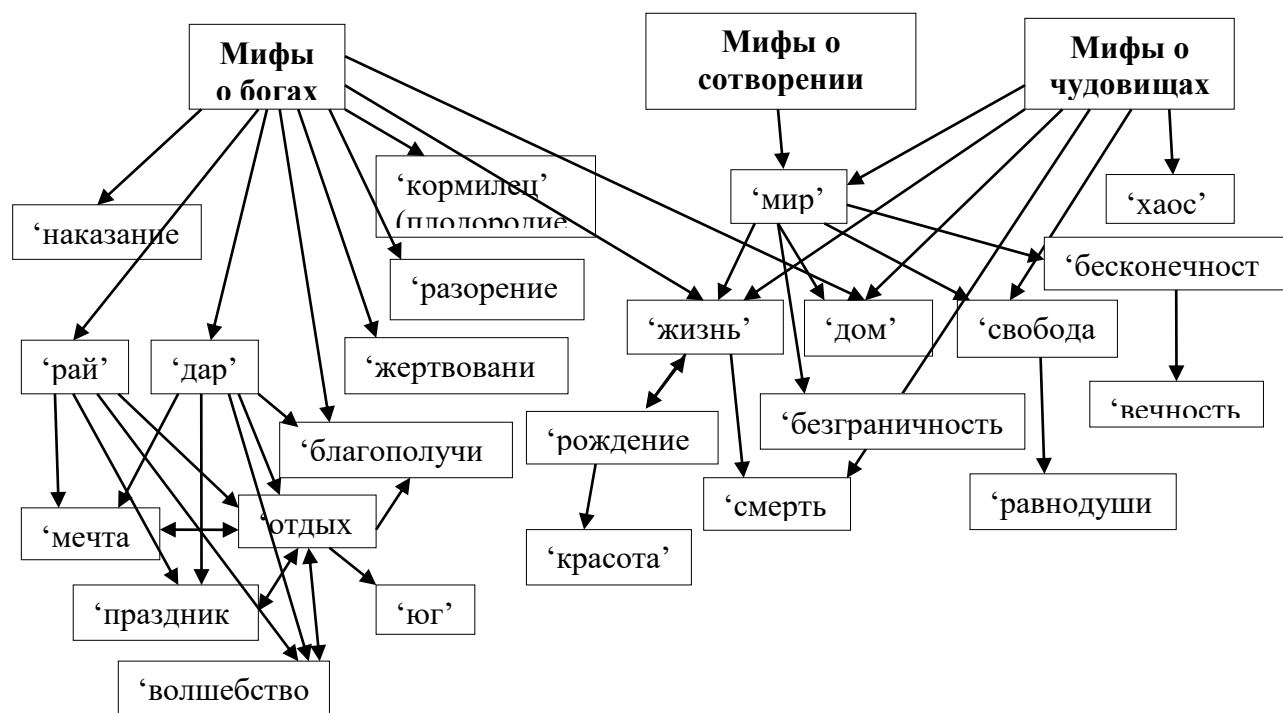 Мифы
о богах
Мифы о
сотворении
Мифы о
чудовищах
‘кормилец’
(плодородие
‘мир’
‘хаос’
‘наказание
‘бесконечност
‘разорение
‘жизнь’
‘дом’
‘свобода
‘рай’
‘дар’
‘жертвовани
‘вечность
‘рождение
‘безграничность
‘благополучи
‘смерть
‘равнодуши
‘мечта
‘отдых
‘красота’
‘праздник
‘юг’
‘волшебство